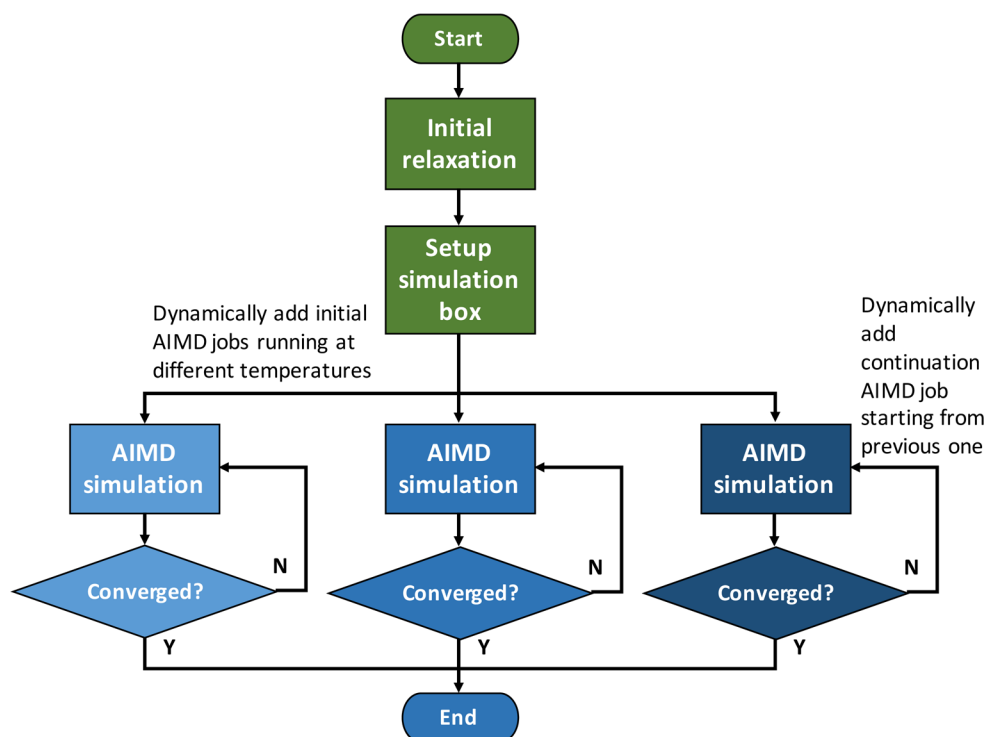 Start
Initial
relaxation
Setup
simulation
box
Dynamically add initial
AIMD jobs running at
different temperatures
Dynamically
add
continuation
AIMD job
starting from
previous one
AIMD
simulation
AIMD
simulation
AIMD
simulation
Converged?
N
Converged?
N
Converged?
N
Y
Y
Y
End